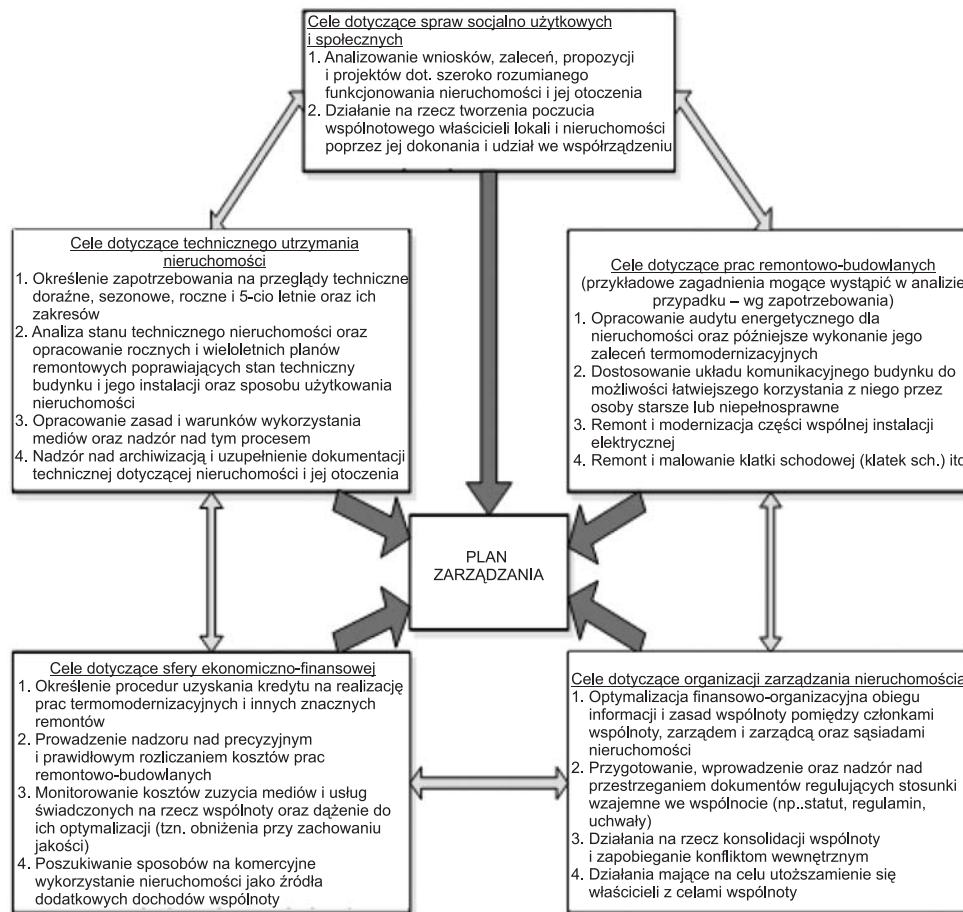 Cele dotyczące spraw socjalno użytkowych
i społecznych
1. Analizowanie wniosków, zaleceń, propozycji
i projektów dot. szeroko rozumianego
funkcjonowania nieruchomości i jej otoczenia
2. Działanie na rzecz tworzenia poczucia
wspólnotowego właścicieli lokali i nieruchomości
poprzez jej dokonania i udział we współrządzeniu
Cele dotyczące technicznego utrzymania
nieruchomości
1. Określenie zapotrzebowania na przeglądy techniczne
doraźne, sezonowe, roczne i 5-cio letnie oraz ich
zakresów
2. Analiza stanu technicznego nieruchomości oraz
opracowanie rocznych i wieloletnich planów
remontowych poprawiających stan techniczny
budynku i jego instalacji oraz sposobu użytkowania
nieruchomości
3. Opracowanie zasad i warunków wykorzystania
mediów oraz nadzór nad tym procesem
4. Nadzór nad archiwizacją i uzupełnienie dokumentacji
technicznej dotyczącej nieruchomości i jej otoczenia
Cele dotyczące prac remontowo-budowlanych
(przykładowe zagadnienia mogące wystąpić w analizie
przypadku – wg zapotrzebowania)
1. Opracowanie audytu energetycznego dla
nieruchomości oraz późniejsze wykonanie jego
zaleceń termomodernizacyjnych
2. Dostosowanie układu komunikacyjnego budynku do
możliwości łatwiejszego korzystania z niego przez
osoby starsze lub niepełnosprawne
3. Remont i modernizacja części wspólnej instalacji
elektrycznej
4. Remont i malowanie klatki schodowej (klatek sch.) itd
PLAN
ZARZĄDZANIA
Cele dotyczące sfery ekonomiczno-finansowej
1. Określenie procedur uzyskania kredytu na realizację
prac termomodernizacyjnych i innych znacznych
remontów
2. Prowadzenie nadzoru nad precyzyjnym
i prawidłowym rozliczaniem kosztów prac
remontowo-budowlanych
3. Monitorowanie kosztów zuzycia mediów i usług
świadczonych na rzecz wspólnoty oraz dążenie do
ich optymalizacji (tzn. obniżenia przy zachowaniu
jakości)
4. Poszukiwanie sposobów na komercyjne
wykorzystanie nieruchomości jako źródła
dodatkowych dochodów wspólnoty
Cele dotyczące organizacji zarządzania nieruchomością
1. Optymalizacja finansowo-organizacyjna obiegu
informacji i zasad wspólnoty pomiędzy członkami
wspólnoty, zarządem i zarządcą oraz sąsiadami
nieruchomości
2. Przygotowanie, wprowadzenie oraz nadzór nad
przestrzeganiem dokumentów regulujących stosunki
wzajemne we wspólnocie (np..statut, regulamin,
uchwały)
3. Działania na rzecz konsolidacji wspólnoty
i zapobieganie konfliktom wewnętrznym
4. Działania mające na celu utoższamienie się
właścicieli z celami wspólnoty